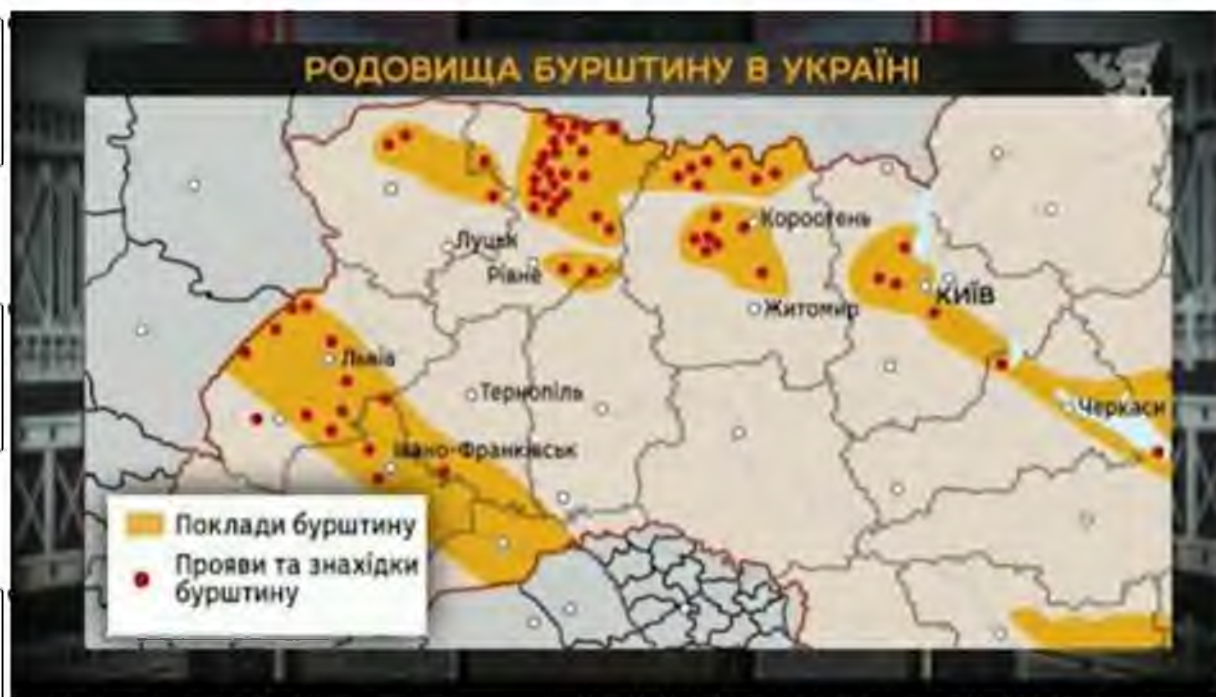 РОДОВИЩА БУРШТИНУ В УКРАЇНІ
Коростень
Луцьк
Рівне
КИЇВ
Житомир
Львів
Тернопіль
Черкаси
Івано-Франківськ
Поклади бурштину
Прояви та знахідки
бурштину